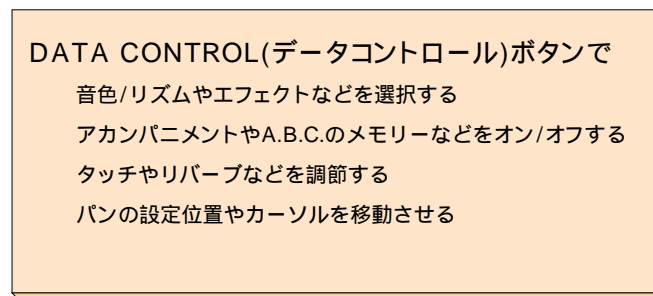 DATA CONTROL(データコントロール)ボタンで
音色/リズムやエフェクトなどを選択する
アカンパニメントやA.B.C.のメモリーなどをオン/オフする
タッチやリバーブなどを調節する
パンの設定位置やカーソルを移動させる